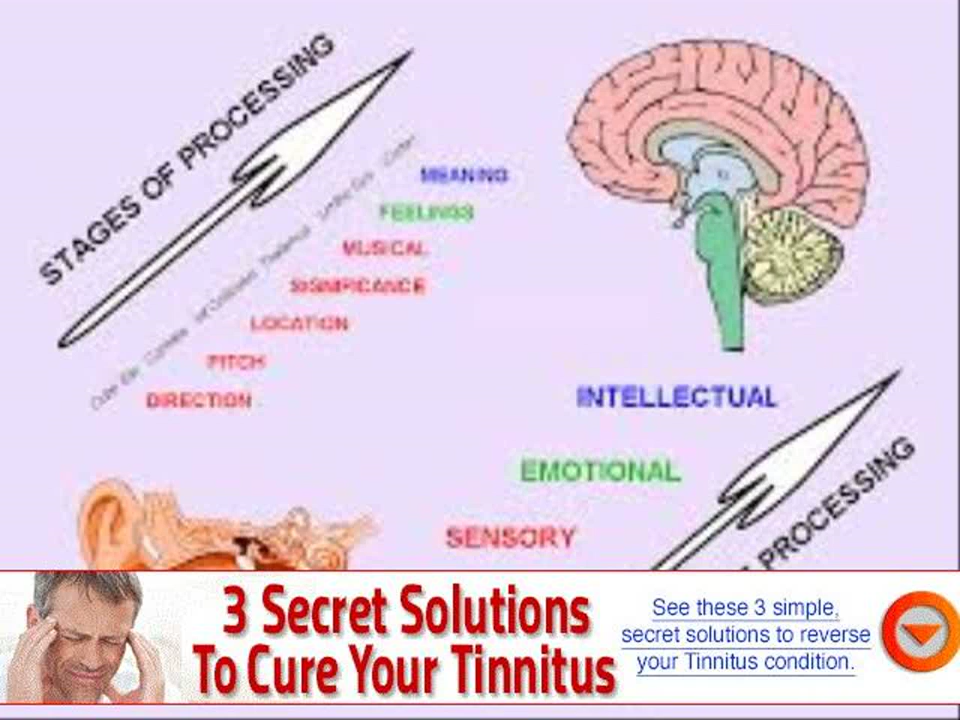 STAGES OF PROCESSING
MEANING
FEELINGS
MUSICAL
SIGNIFICANCE
LOCATION
PITCH
DIRECTION
INTELLECTUAL
EMOTIONAL
SENSORY
PROCESSING
3 Secret Solutions
To Cure Your Tinnitus
See these 3 simple,
secret solutions to reverse
your Tinnitus condition.